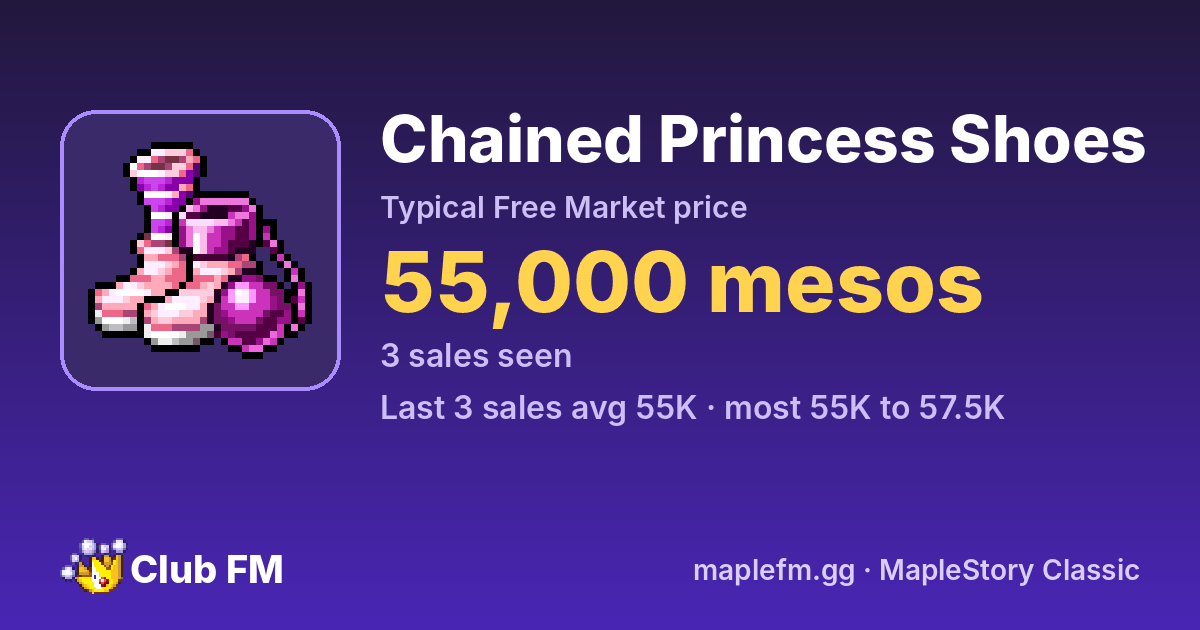 Chained Princess Shoes
Typical Free Market price
55,000 mesos
3 sales seen
Last 3 sales avg 55K · most 55K to 57.5K
Club FM
maplefm.gg · MapleStory Classic